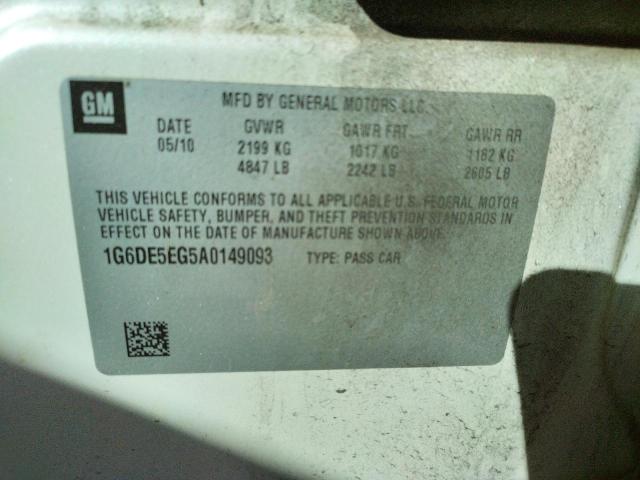 GM
MFD BY GENERAL MOTORS LLC.
DATE GVWR GAWR FRT GAWR RR
05/10 2199 KG 1017 KG 1182 KG
4847 LB 2242 LB 2605 LB
THIS VEHICLE CONFORMS TO ALL APPLICABLE U.S. FEDERAL MOTOR
VEHICLE SAFETY, BUMPER, AND THEFT PREVENTION STANDARDS IN
EFFECT ON THE DATE OF MANUFACTURE SHOWN ABOVE.
1G6DE5EG5A0149093 TYPE: PASS CAR